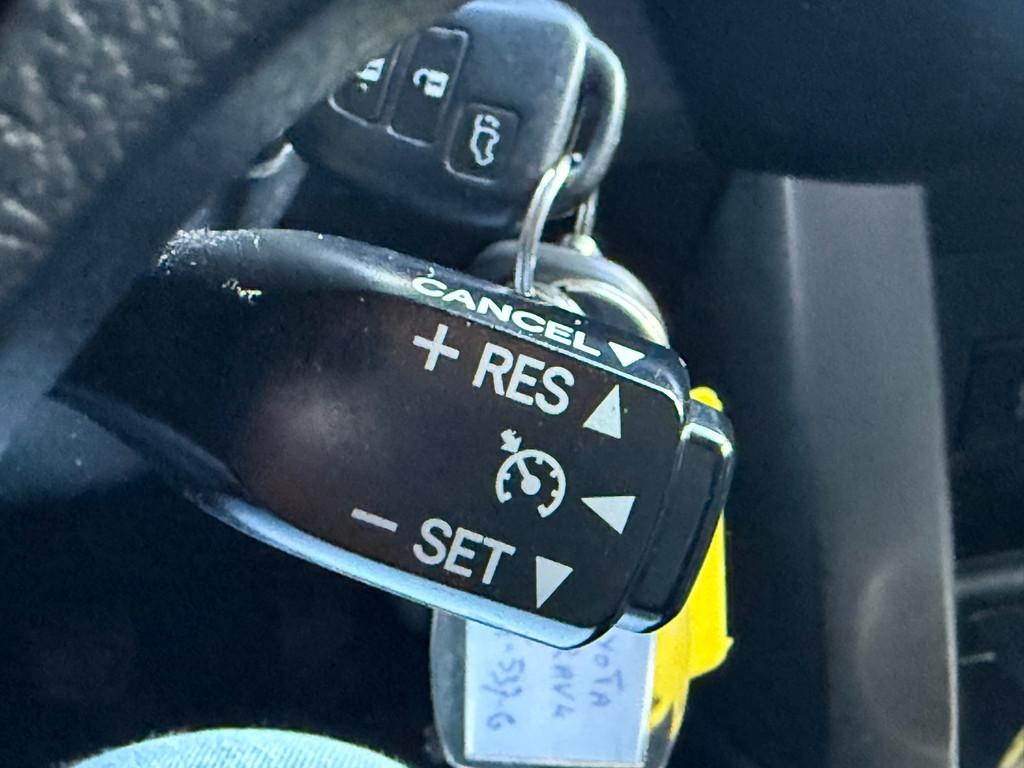 CANCEL▼
+ RES ▲
◀
− SET ▼